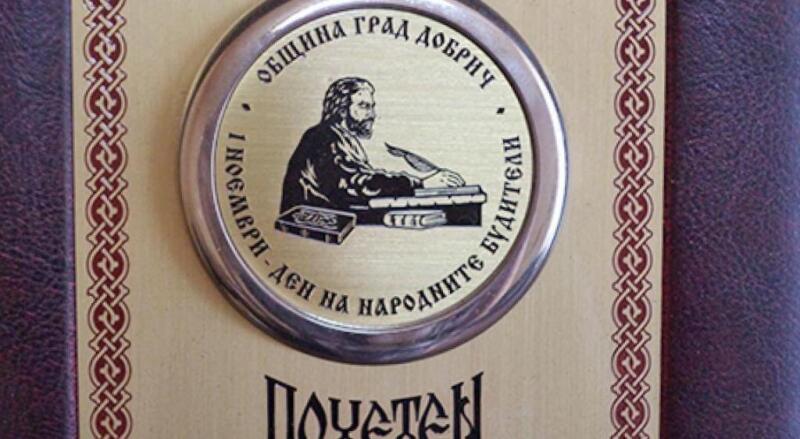 ОБЩИНА ГРАД ДОБРИЧ
1 НОЕМВРИ - ДЕН НА НАРОДНИТЕ БУДИТЕЛИ
ПОЧЕТЕН